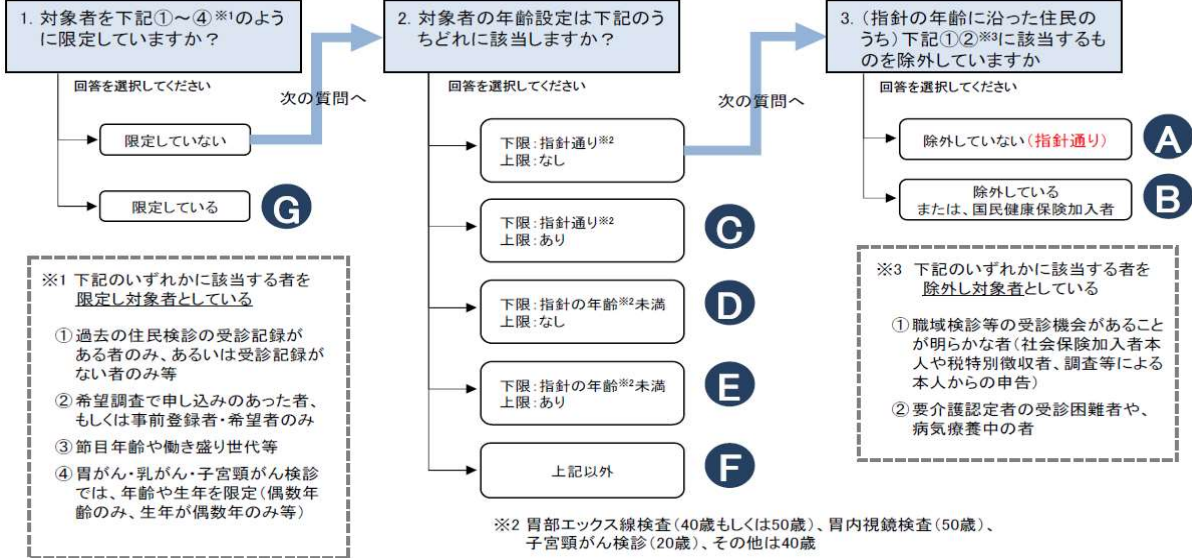 1. 対象者を下記①～④※1のよう
に限定していますか？
回答を選択してください
次の質問へ
限定していない
限定している
G
※1 下記のいずれかに該当する者を
限定し対象者としている
①過去の住民検診の受診記録が
ある者のみ、あるいは受診記録が
ない者のみ等
②希望調査で申し込みのあった者、
もしくは事前登録者・希望者のみ
③節目年齢や働き盛り世代等
④胃がん・乳がん・子宮頸がん検診
では、年齢や生年を限定(偶数年
齢のみ、生年が偶数年のみ等)
2. 対象者の年齢設定は下記のう
ちどれに該当しますか？
回答を選択してください
次の質問へ
下限:指針通り※2
上限:なし
下限:指針通り※2
上限:あり
C
下限:指針の年齢※2未満
上限:なし
D
下限:指針の年齢※2未満
上限:あり
E
上記以外
F
※2 胃部エックス線検査(40歳もしくは50歳)、胃内視鏡検査(50歳)、
子宮頸がん検診(20歳)、その他は40歳
3. (指針の年齢に沿った住民の
うち)下記①②※3に該当するも
のを除外していますか
回答を選択してください
除外していない(指針通り)
A
除外している
または、国民健康保険加入者
B
※3 下記のいずれかに該当する者を
除外し対象者としている
①職域検診等の受診機会があること
が明らかな者(社会保険加入者本
人や税特別徴収者、調査等による
本人からの申告)
②要介護認定者の受診困難者や、
病気療養中の者